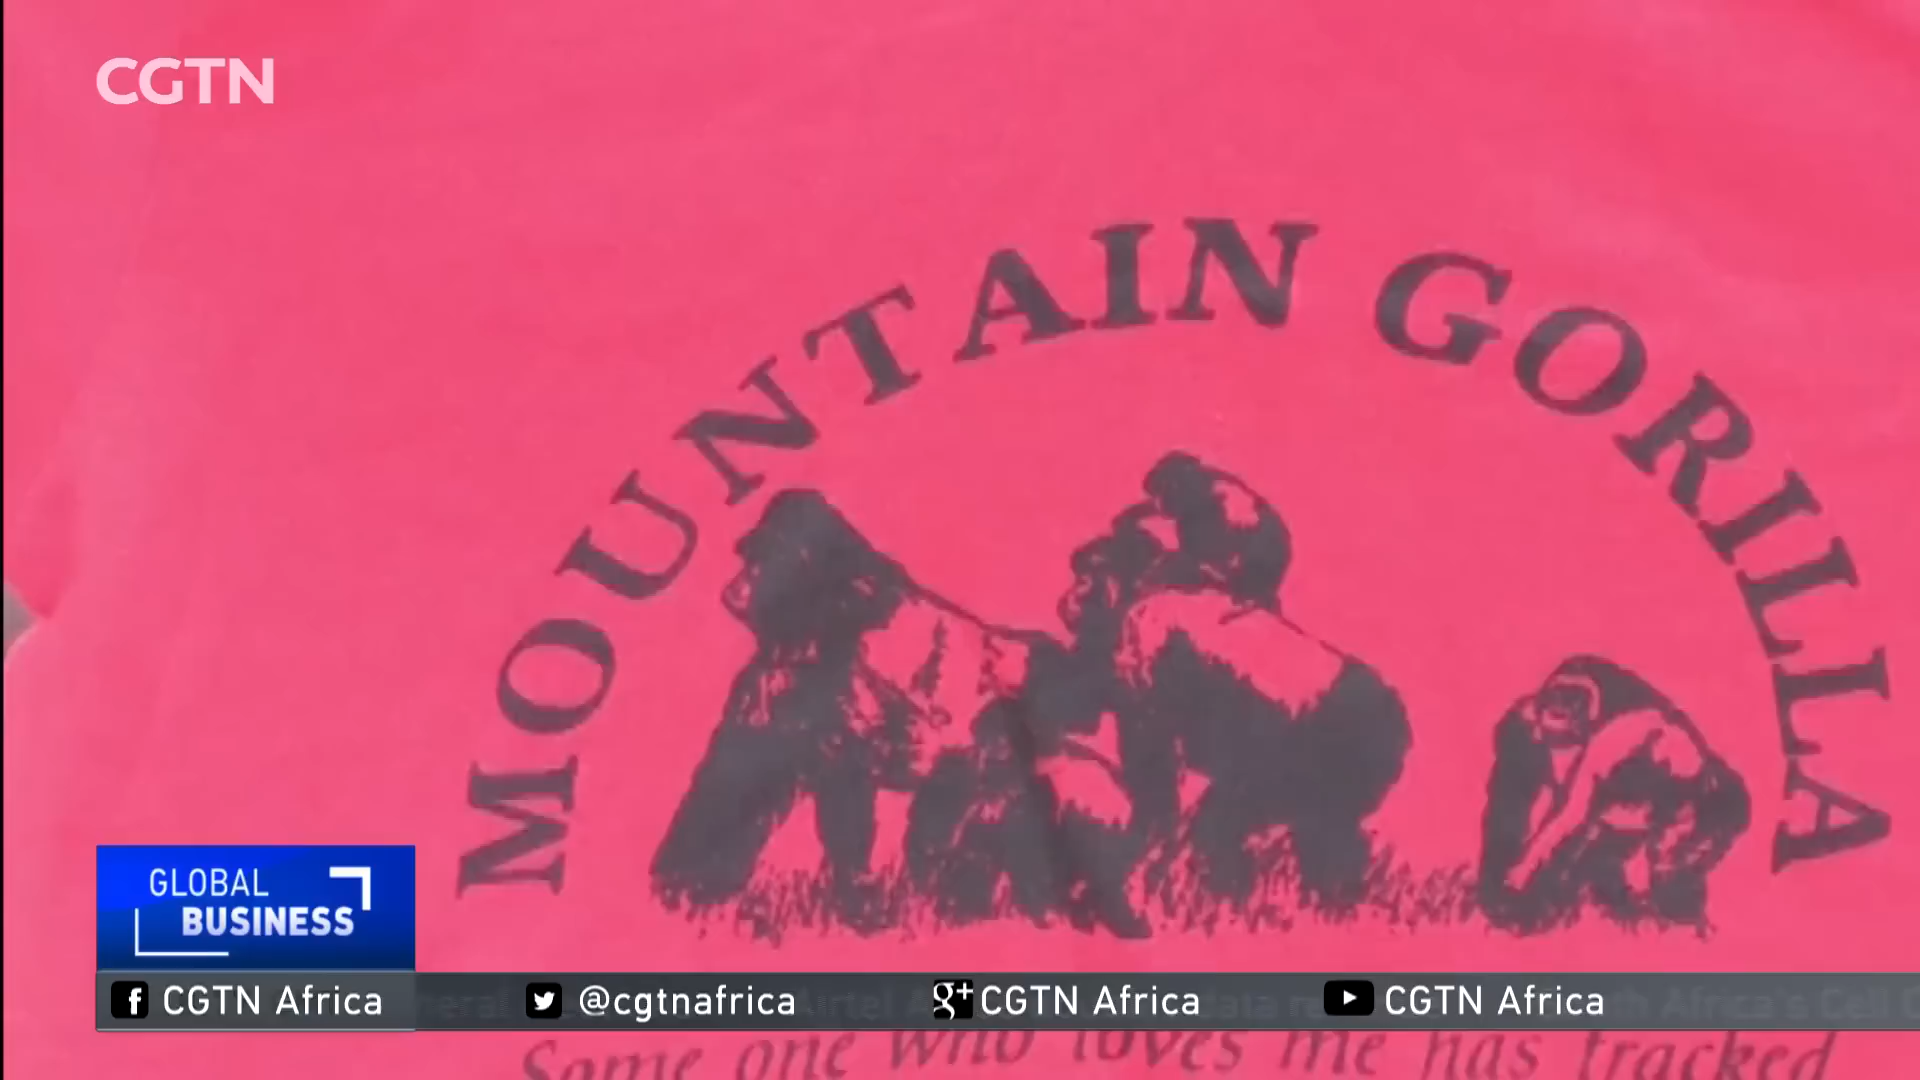 CGTN
MOUNTAIN GORILLA
GLOBAL
BUSINESS
CGTN Africa
@cgtnafrica
g+ CGTN Africa
CGTN Africa
Some one who loves me has tracked